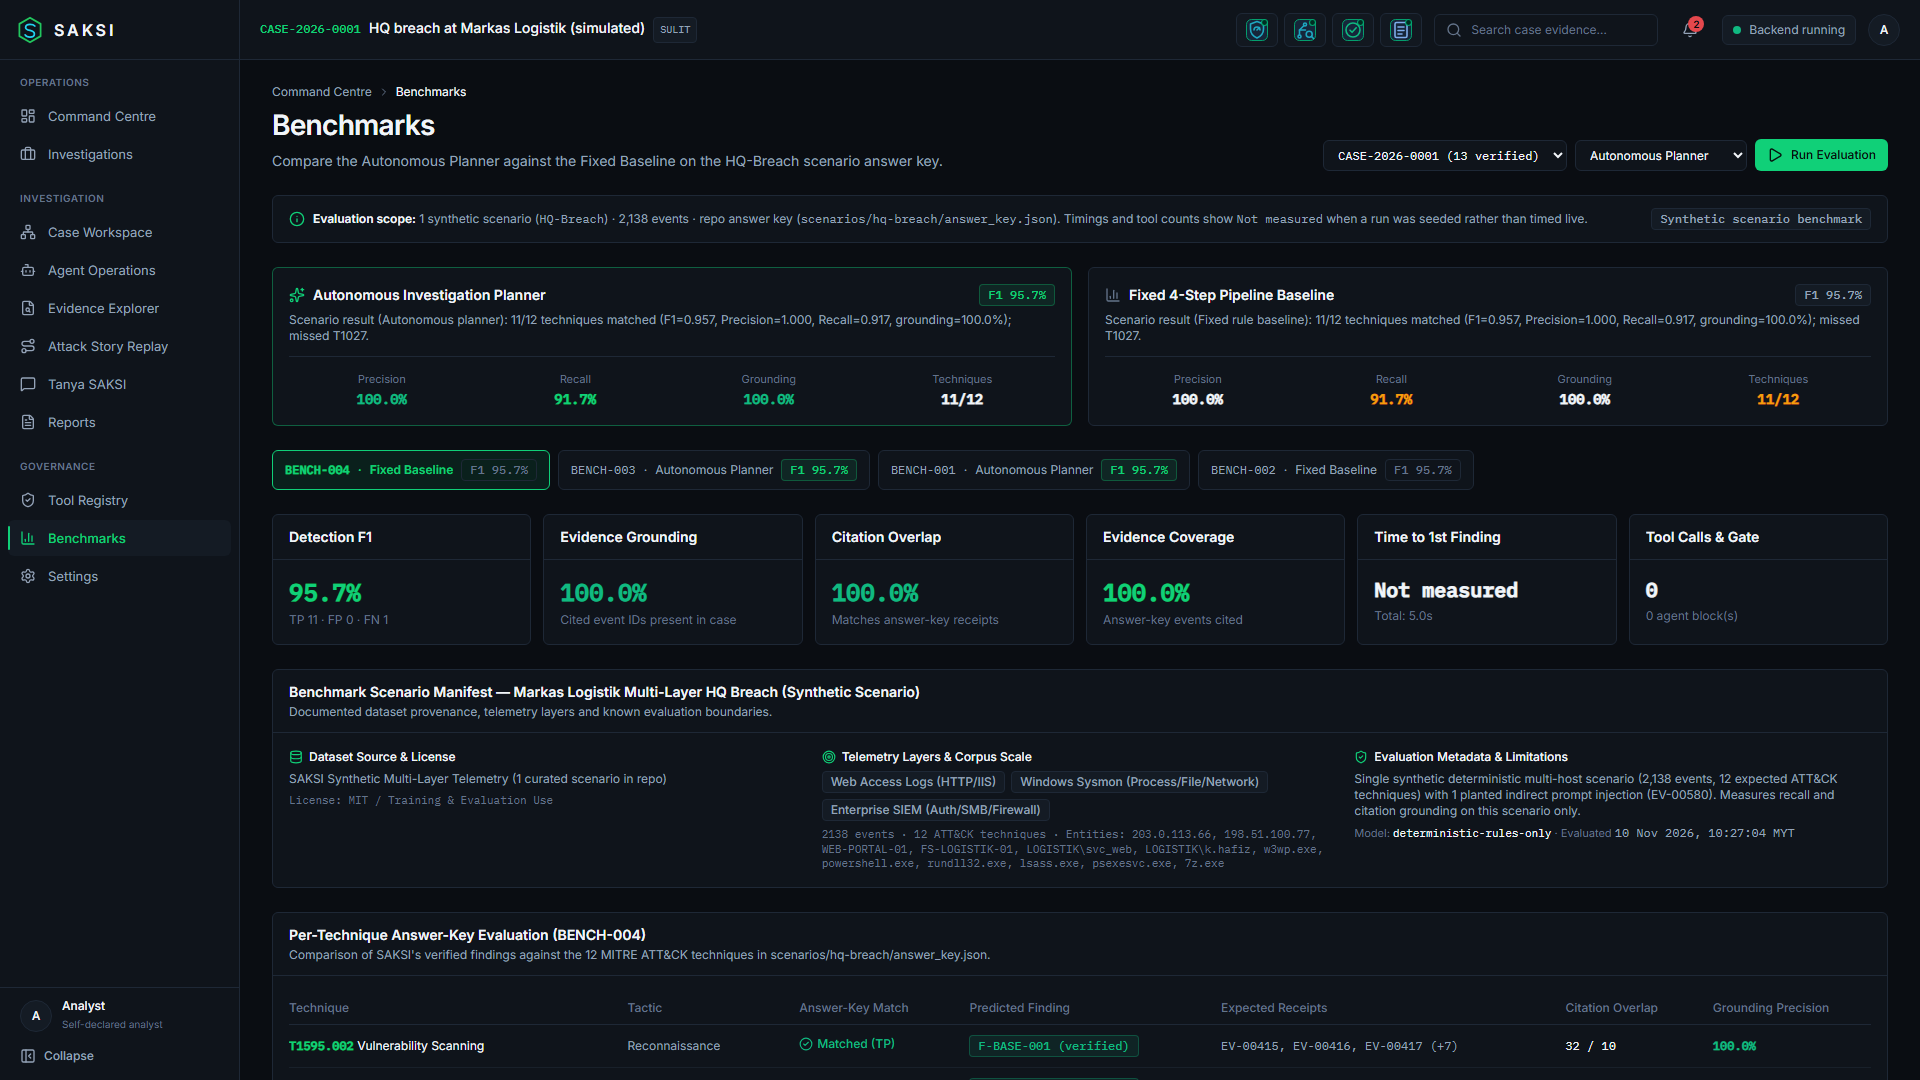 SAKSI
CASE-2026-0001 HQ breach at Markas Logistik (simulated) SULIT
Search case evidence...
2
Backend running
A
OPERATIONS
Command Centre
Investigations
INVESTIGATION
Case Workspace
Agent Operations
Evidence Explorer
Attack Story Replay
Tanya SAKSI
Reports
GOVERNANCE
Tool Registry
Benchmarks
Settings
A
Analyst
Self-declared analyst
Collapse
Command Centre > Benchmarks
Benchmarks
Compare the Autonomous Planner against the Fixed Baseline on the HQ-Breach scenario answer key.
CASE-2026-0001 (13 verified)
Autonomous Planner
Run Evaluation
Evaluation scope: 1 synthetic scenario (HQ-Breach) · 2,138 events · repo answer key (scenarios/hq-breach/answer_key.json). Timings and tool counts show Not measured when a run was seeded rather than timed live.
Synthetic scenario benchmark
Autonomous Investigation Planner
F1 95.7%
Scenario result (Autonomous planner): 11/12 techniques matched (F1=0.957, Precision=1.000, Recall=0.917, grounding=100.0%);
missed T1027.
Precision Recall Grounding Techniques
100.0% 91.7% 100.0% 11/12
Fixed 4-Step Pipeline Baseline
F1 95.7%
Scenario result (Fixed rule baseline): 11/12 techniques matched (F1=0.957, Precision=1.000, Recall=0.917, grounding=100.0%); missed
T1027.
Precision Recall Grounding Techniques
100.0% 91.7% 100.0% 11/12
BENCH-004 · Fixed Baseline F1 95.7%
BENCH-003 · Autonomous Planner F1 95.7%
BENCH-001 · Autonomous Planner F1 95.7%
BENCH-002 · Fixed Baseline F1 95.7%
Detection F1
95.7%
TP 11 · FP 0 · FN 1
Evidence Grounding
100.0%
Cited event IDs present in case
Citation Overlap
100.0%
Matches answer-key receipts
Evidence Coverage
100.0%
Answer-key events cited
Time to 1st Finding
Not measured
Total: 5.0s
Tool Calls & Gate
0
0 agent block(s)
Benchmark Scenario Manifest — Markas Logistik Multi-Layer HQ Breach (Synthetic Scenario)
Documented dataset provenance, telemetry layers and known evaluation boundaries.
Dataset Source & License
SAKSI Synthetic Multi-Layer Telemetry (1 curated scenario in repo)
License: MIT / Training & Evaluation Use
Telemetry Layers & Corpus Scale
Web Access Logs (HTTP/IIS) Windows Sysmon (Process/File/Network)
Enterprise SIEM (Auth/SMB/Firewall)
2138 events · 12 ATT&CK techniques · Entities: 203.0.113.66, 198.51.100.77,
WEB-PORTAL-01, FS-LOGISTIK-01, LOGISTIK\svc_web, LOGISTIK\k.hafiz, w3wp.exe,
powershell.exe, rundll32.exe, lsass.exe, psexesvc.exe, 7z.exe
Evaluation Metadata & Limitations
Single synthetic deterministic multi-host scenario (2,138 events, 12 expected ATT&CK
techniques) with 1 planted indirect prompt injection (EV-00580). Measures recall and
citation grounding on this scenario only.
Model: deterministic-rules-only · Evaluated 10 Nov 2026, 10:27:04 MYT
Per-Technique Answer-Key Evaluation (BENCH-004)
Comparison of SAKSI's verified findings against the 12 MITRE ATT&CK techniques in scenarios/hq-breach/answer_key.json.
Technique Tactic Answer-Key Match Predicted Finding Expected Receipts Citation Overlap Grounding Precision
T1595.002 Vulnerability Scanning Reconnaissance Matched (TP) F-BASE-001 (verified) EV-00415, EV-00416, EV-00417 (+7) 32 / 10 100.0%